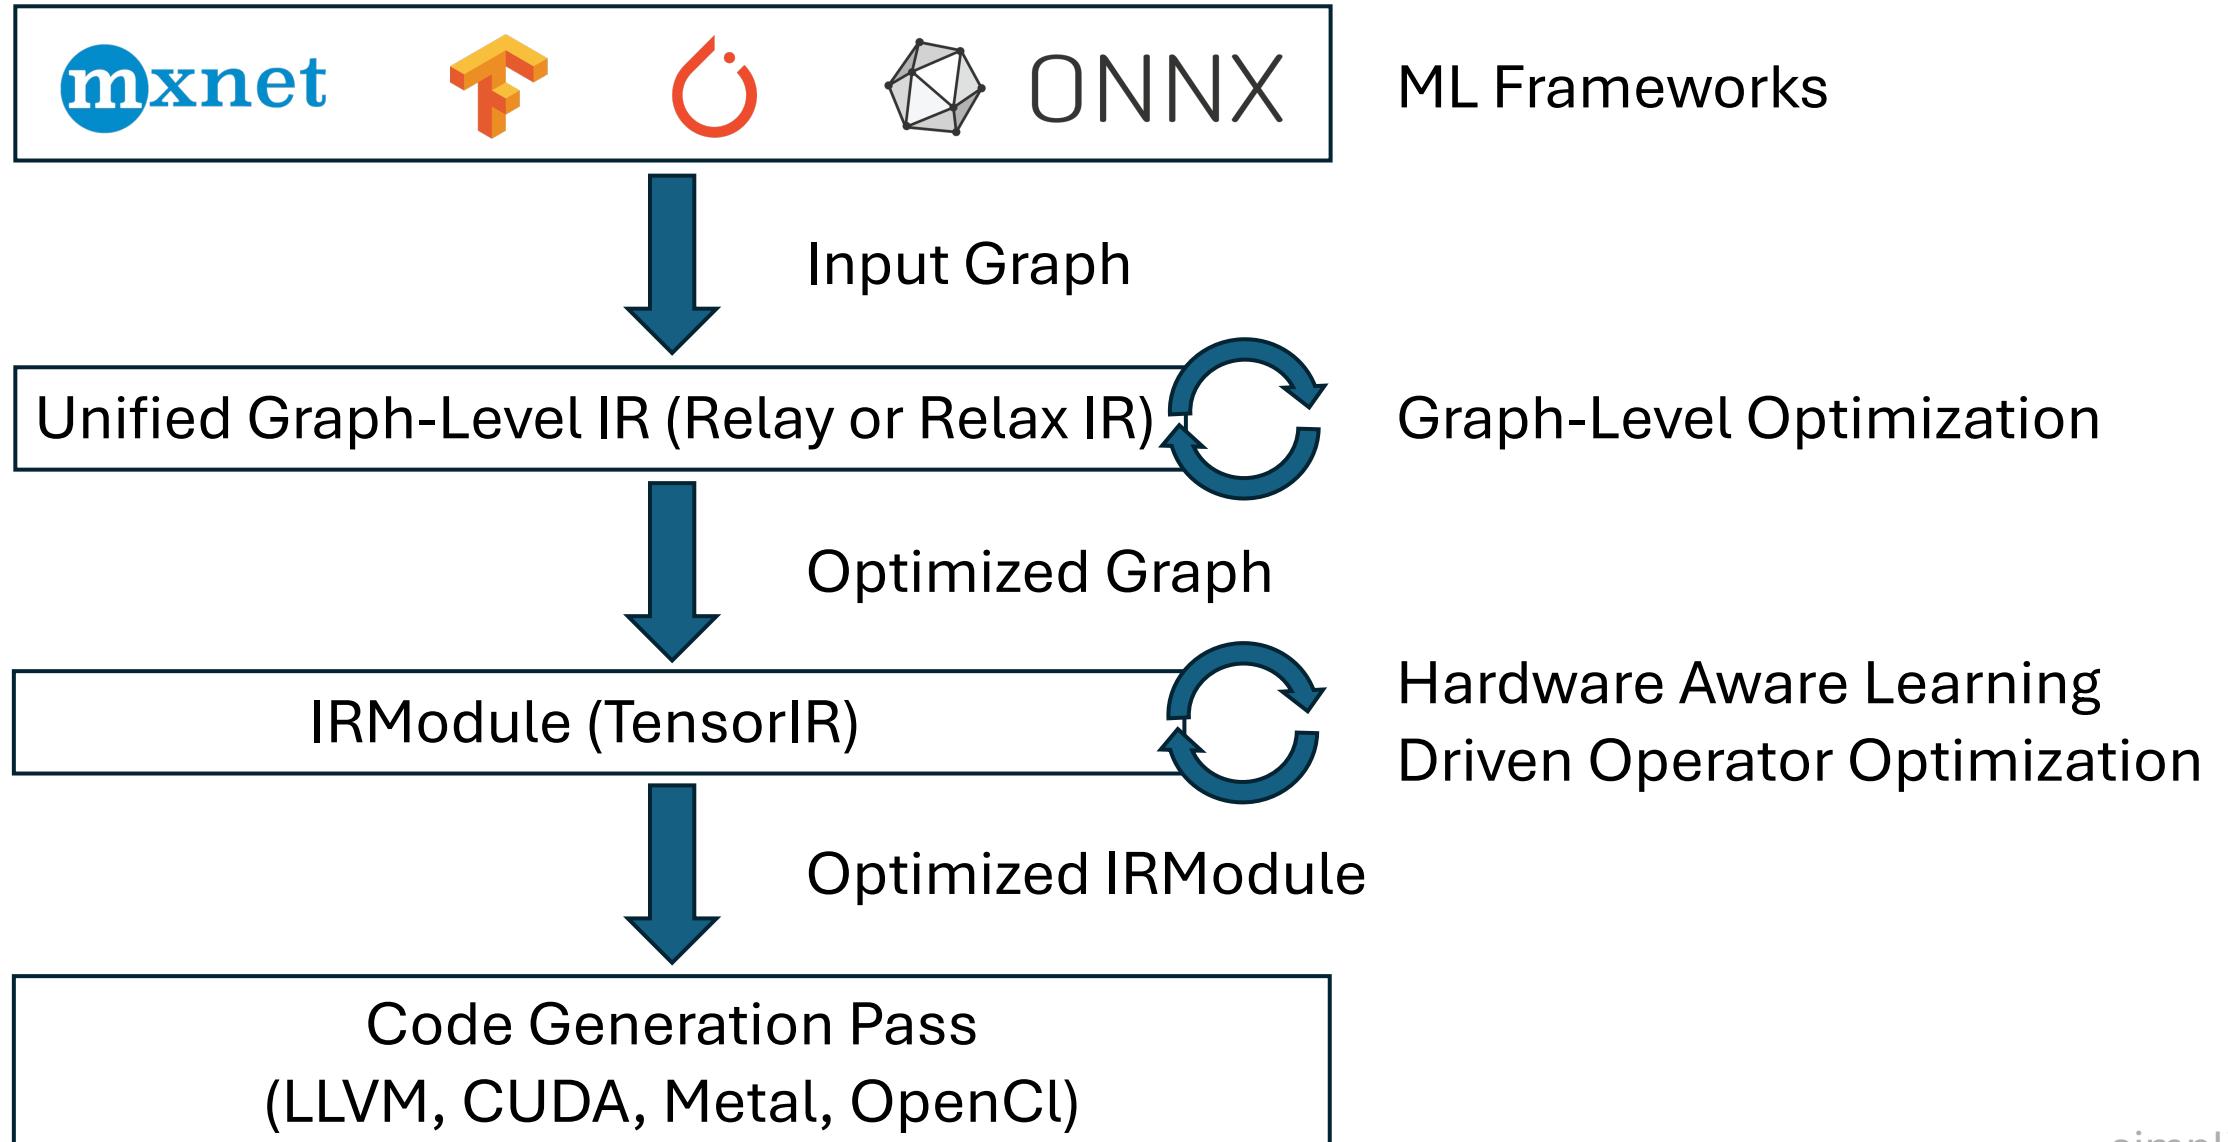 mxnet
ONNX
ML Frameworks
Input Graph
Unified Graph-Level IR (Relay or Relax IR)
Graph-Level Optimization
Optimized Graph
IRModule (TensorIR)
Hardware Aware Learning
Driven Operator Optimization
Optimized IRModule
Code Generation Pass
(LLVM, CUDA, Metal, OpenCl)